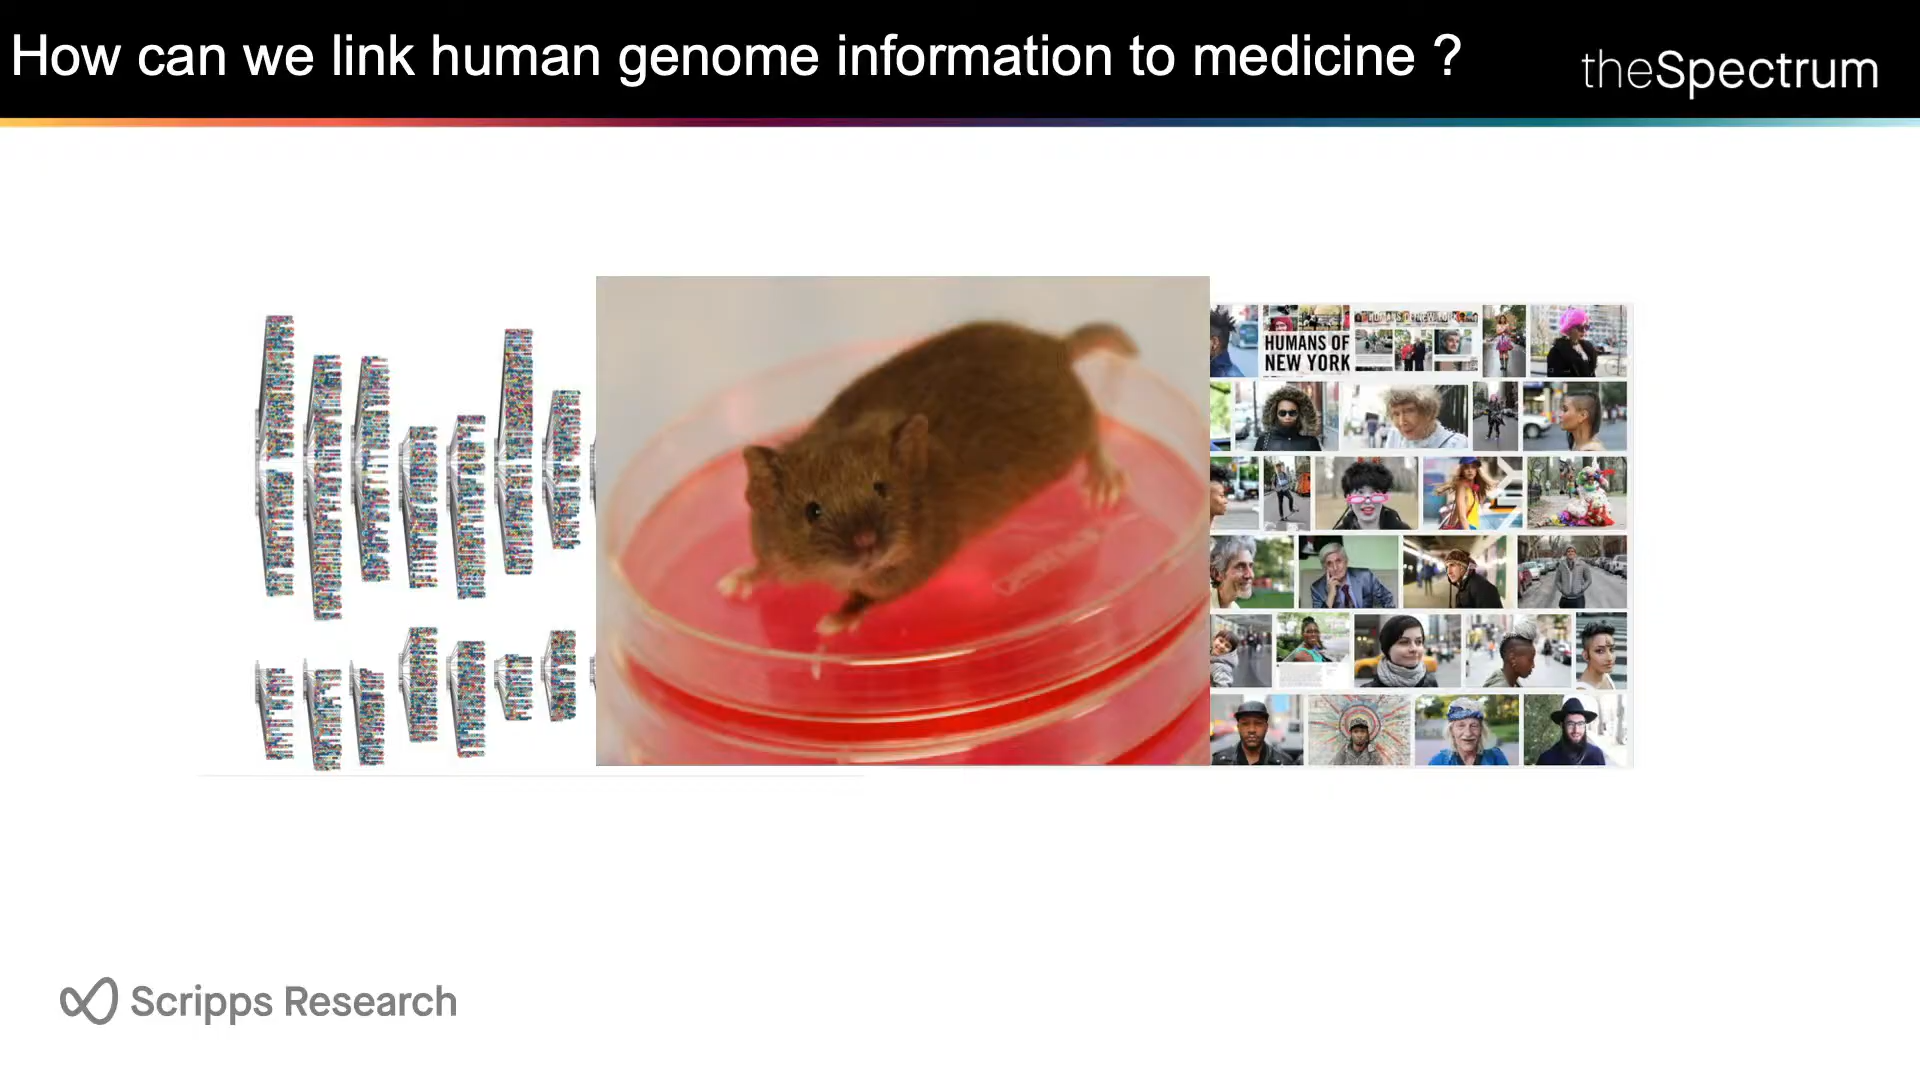 How can we link human genome information to medicine ?
theSpectrum
HUMANS OF
NEW YORK
Scripps Research